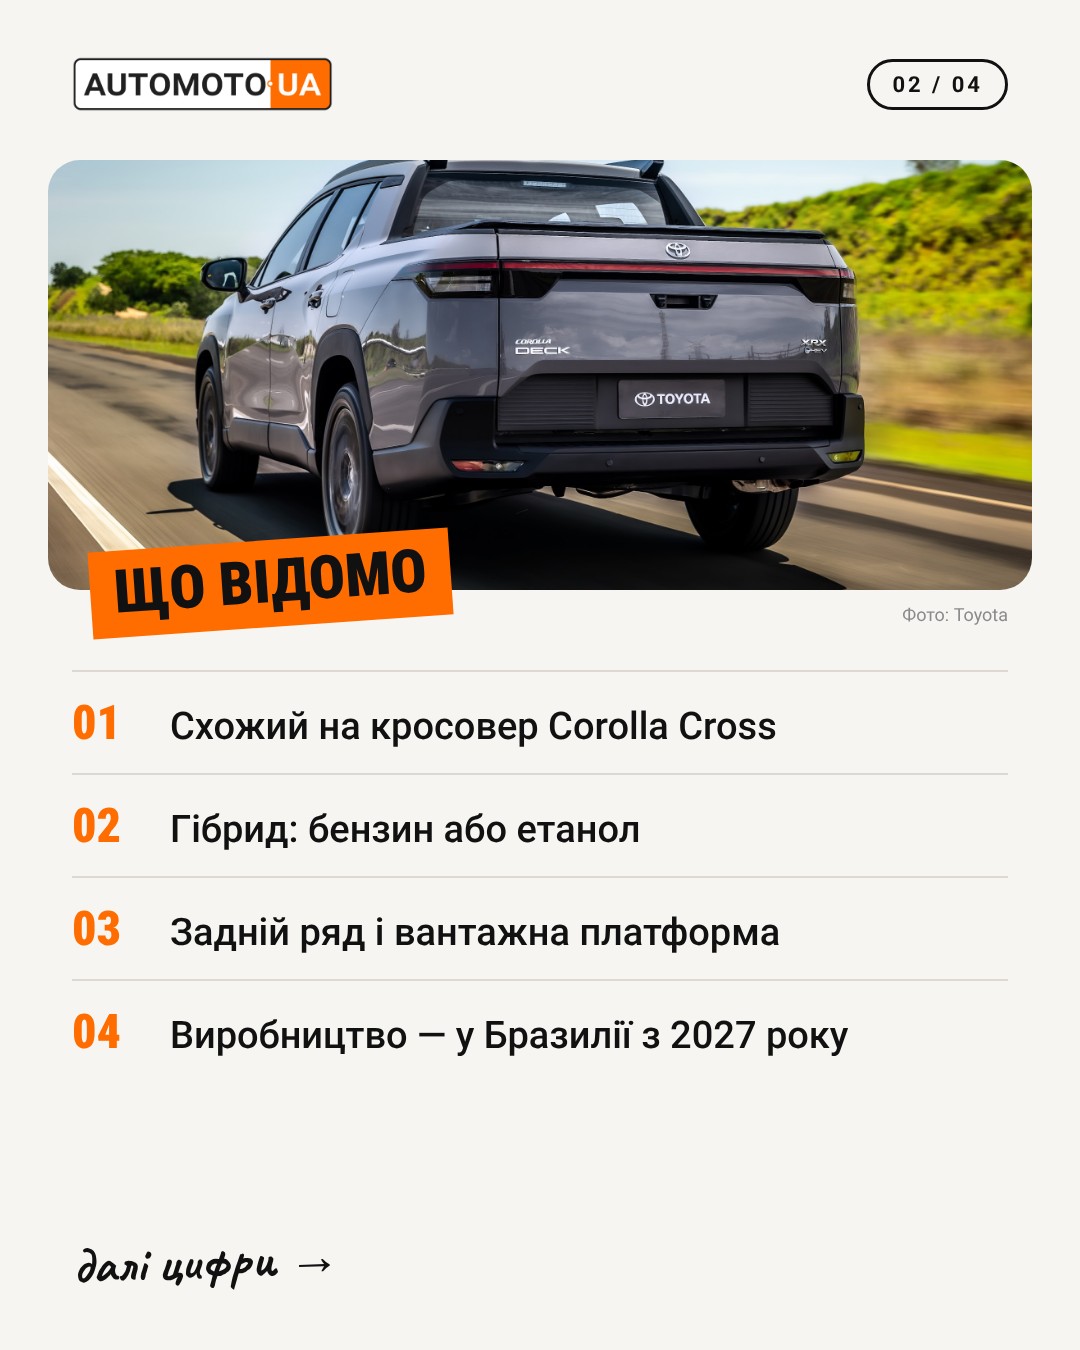 AUTOMOTO UA
02 / 04
COROLLA
DECK
XRX
TOYOTA
ЩО ВІДОМО
Фото: Toyota
01 Схожий на кросовер Corolla Cross
02 Гібрид: бензин або етанол
03 Задній ряд і вантажна платформа
04 Виробництво — у Бразилії з 2027 року
далі цифри →